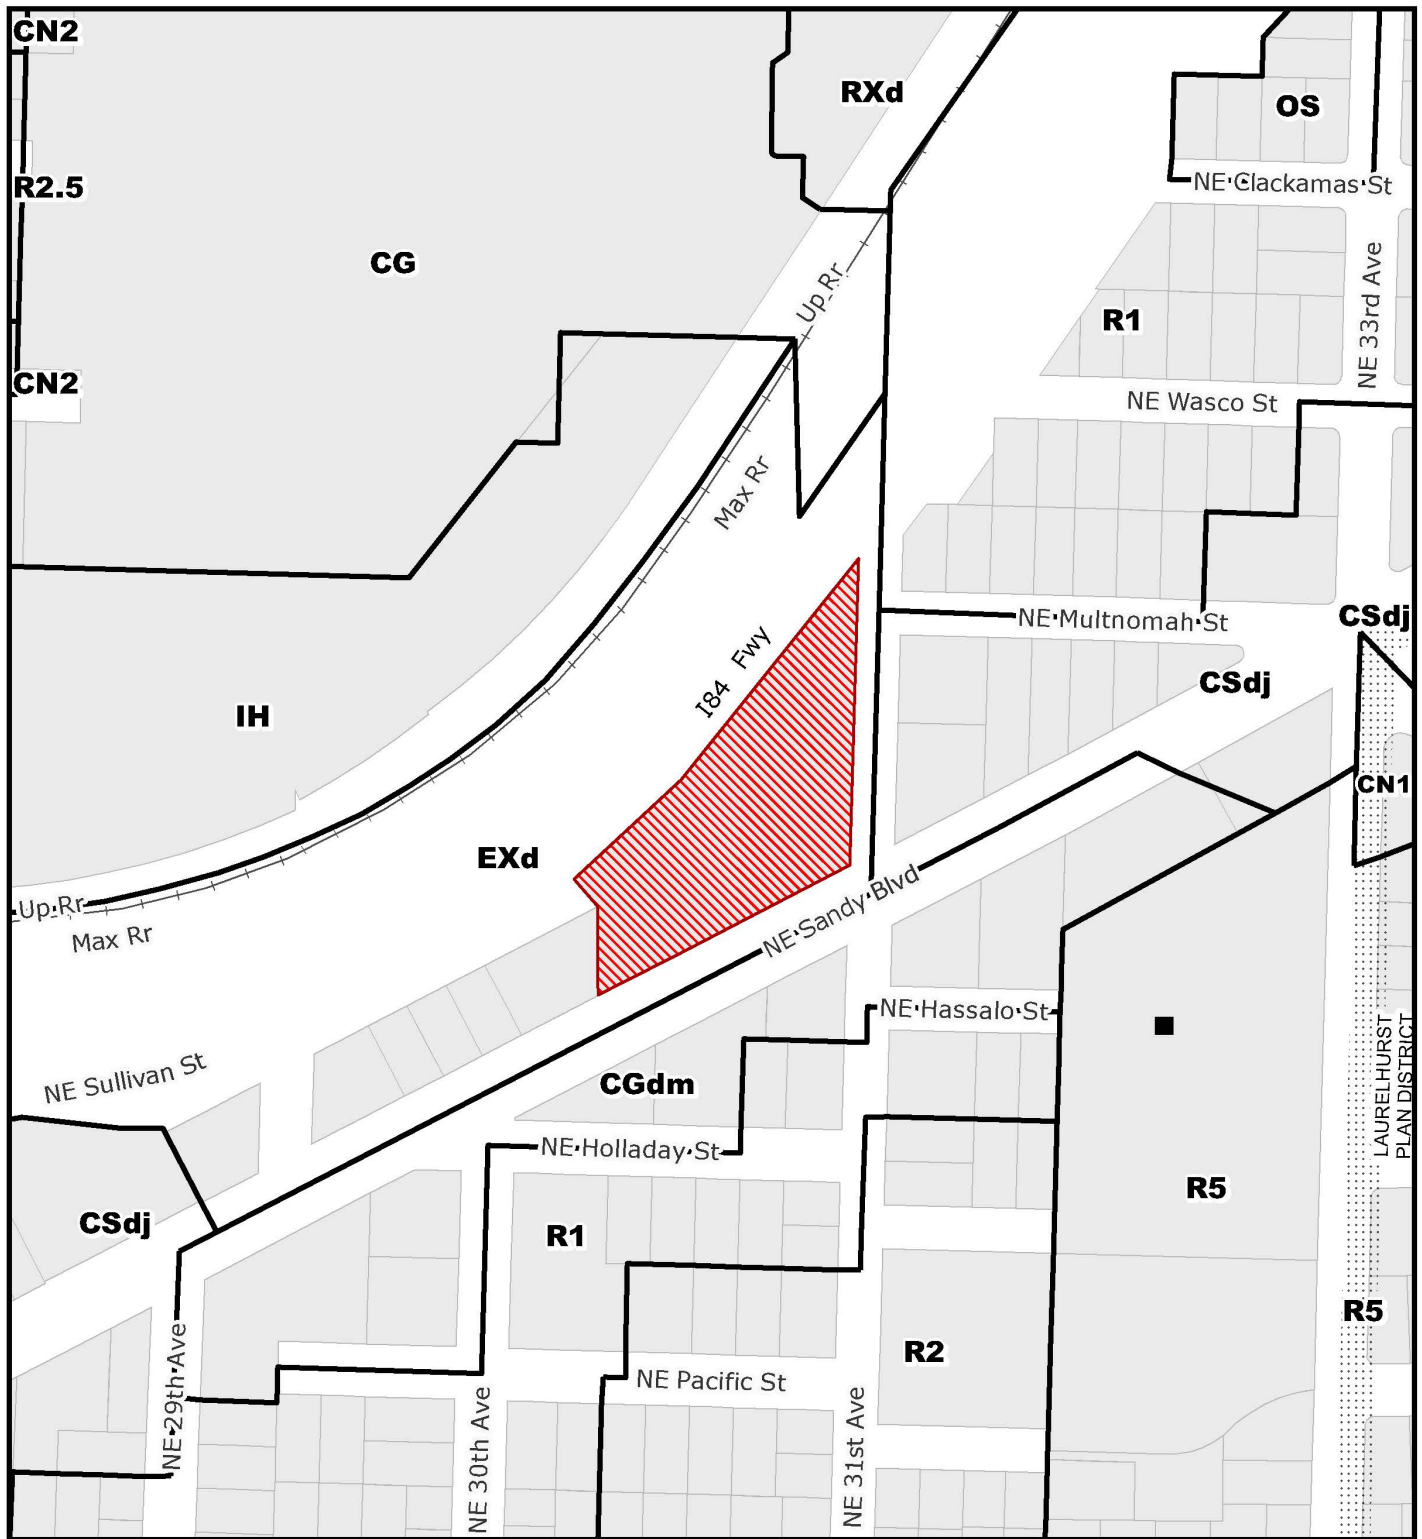 CN2
RXd
OS
NE Clackamas St
R2.5
CG
Up Rr
NE 33rd Ave
R1
CN2
NE Wasco St
Max Rr
NE Multnomah St
CSdj
I84 Fwy
CSdj
IH
CN1
EXd
NE Sandy Blvd
Up Rr
Max Rr
NE Hassalo St
NE Sullivan St
CGdm
LAURELHURST
PLAN DISTRICT
NE Holladay St
R5
CSdj
R1
R5
R2
NE 29th Ave
NE Pacific St
NE 30th Ave
NE 31st Ave